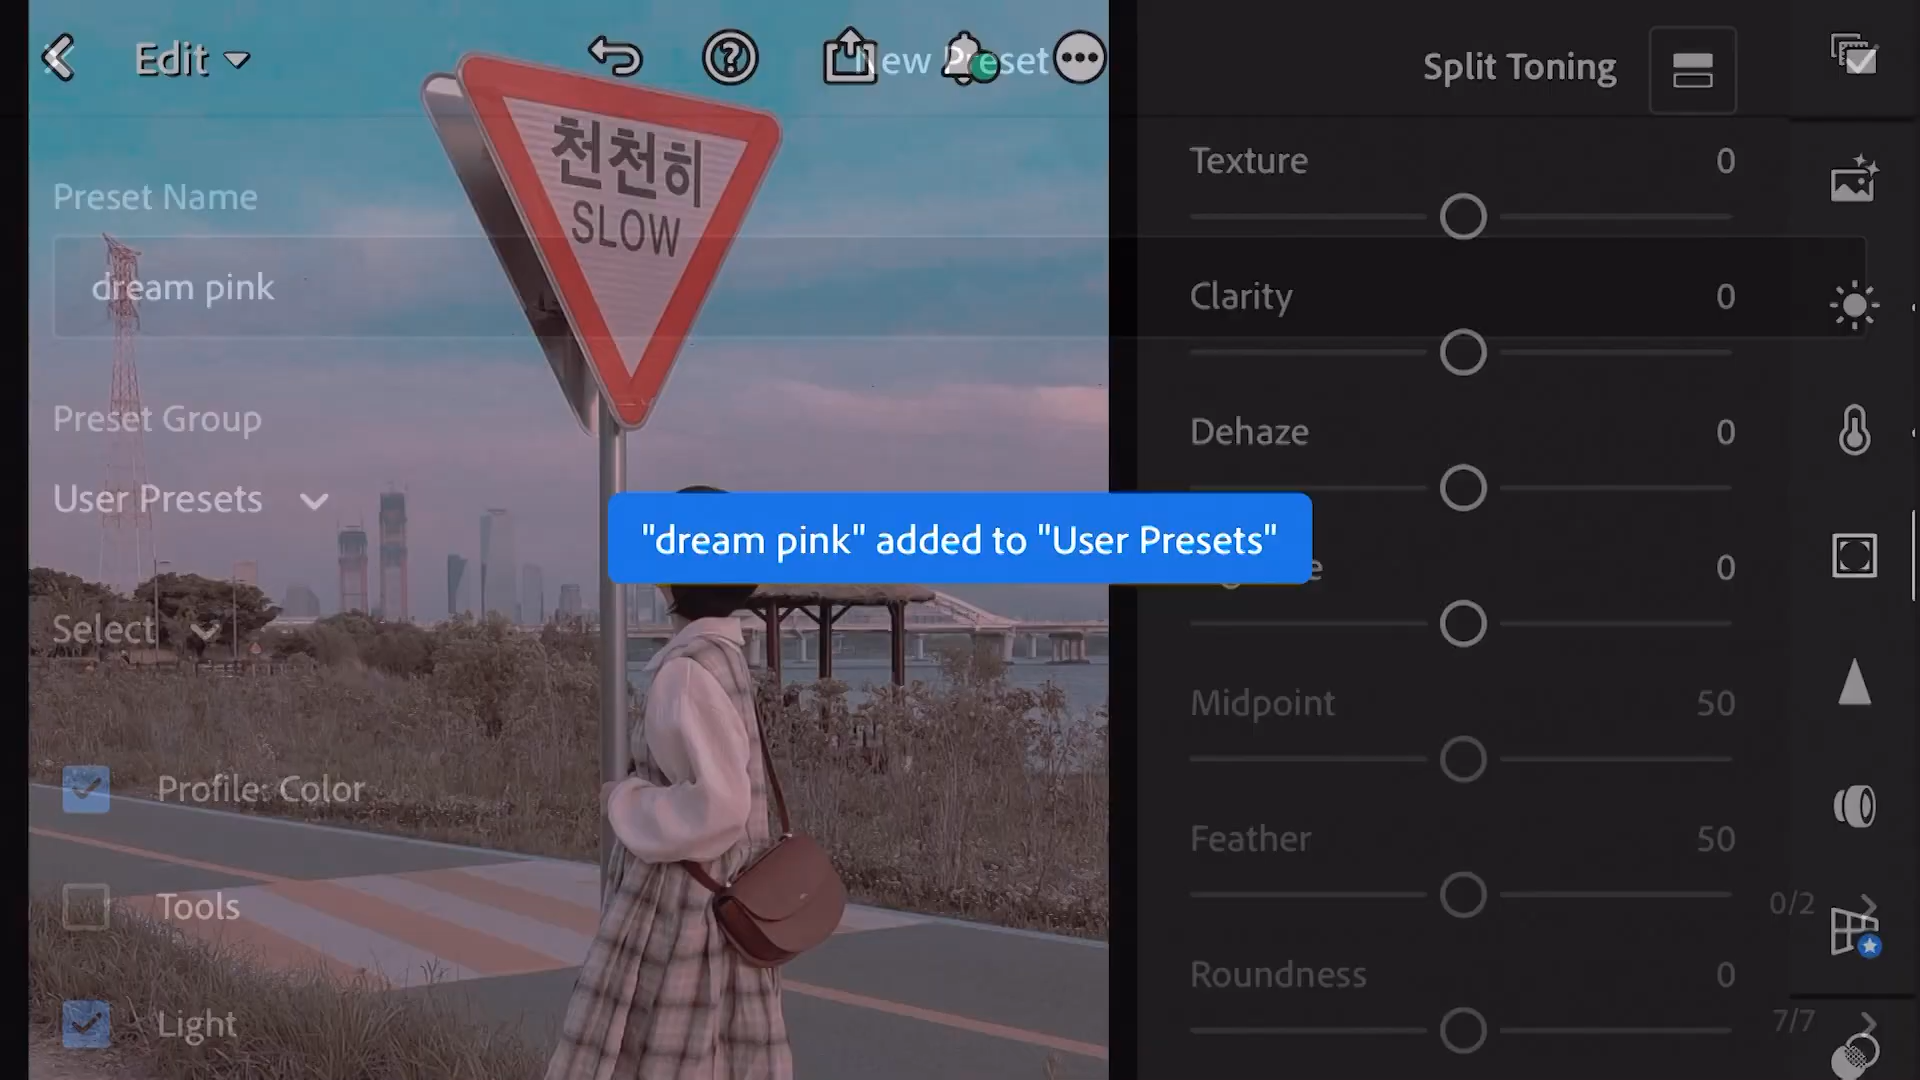 Edit
New Preset
Split Toning
Preset Name
dream pink
Preset Group
User Presets
Select
Profile: Color
Tools
0/2
Light
7/7
천천히
SLOW
"dream pink" added to "User Presets"
Texture 0
Clarity 0
Dehaze 0
0
Midpoint 50
Feather 50
Roundness 0